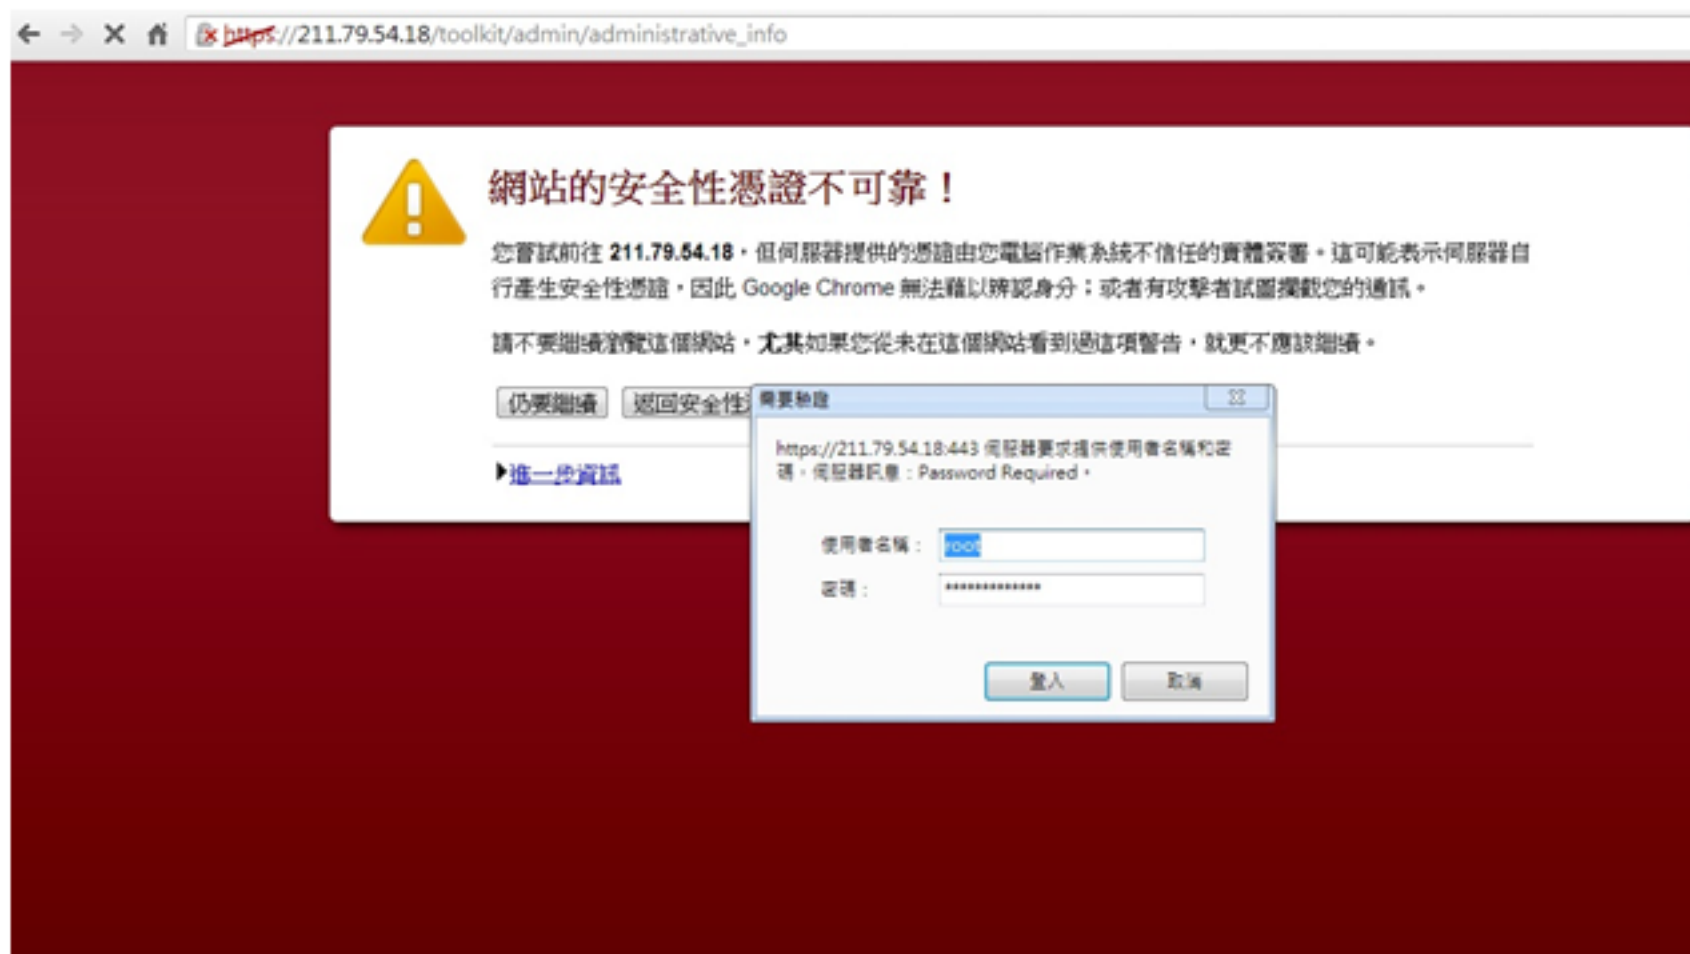 https://211.79.54.18/toolkit/admin/administrative_info
網站的安全性憑證不可靠！
您嘗試前往 211.79.54.18，但伺服器提供的憑證由您電腦作業系統不信任的實體簽署。這可能表示伺服器自
行產生安全性憑證，因此 Google Chrome 無法藉以辨認身分；或者有攻擊者試圖攔截您的通訊。
請不要繼續瀏覽這個網站，尤其如果您從未在這個網站看到過這項警告，就更不應該繼續。
仍要繼續
返回安全性
進一步資訊
需要驗證
https://211.79.54.18:443 伺服器要求提供使用者名稱和密
碼。伺服器訊息：Password Required。
使用者名稱：
root
密碼：
*************
登入
取消